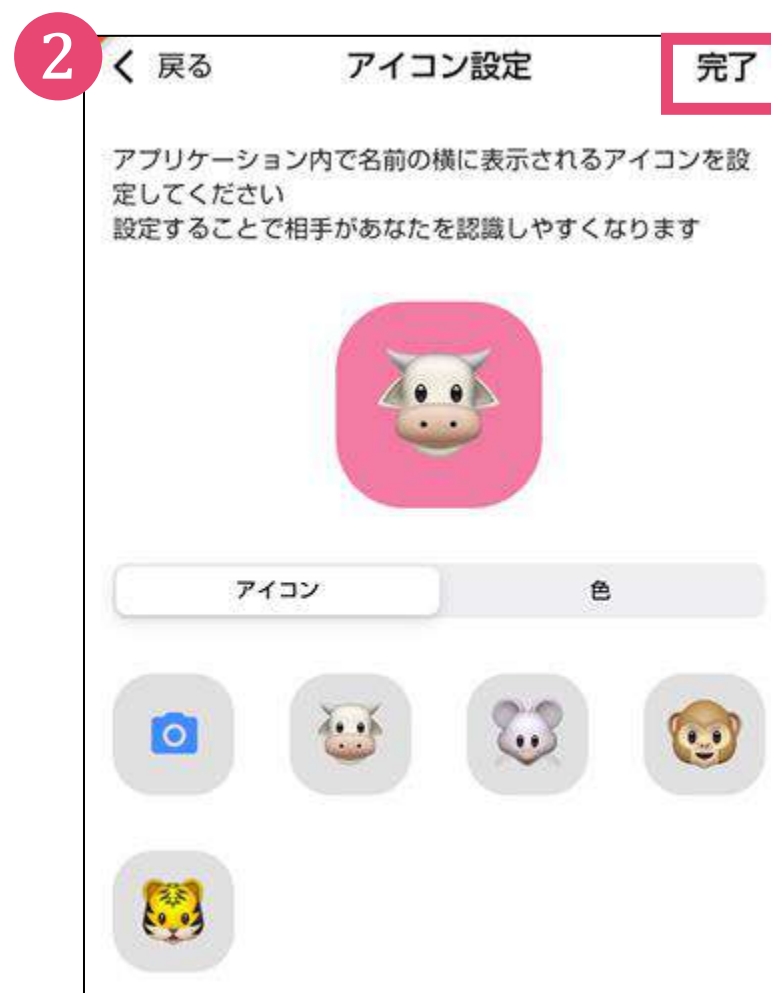 2
戻る アイコン設定 完了
アプリケーション内で名前の横に表示されるアイコンを設
定してください
設定することで相手があなたを認識しやすくなります
アイコン 色